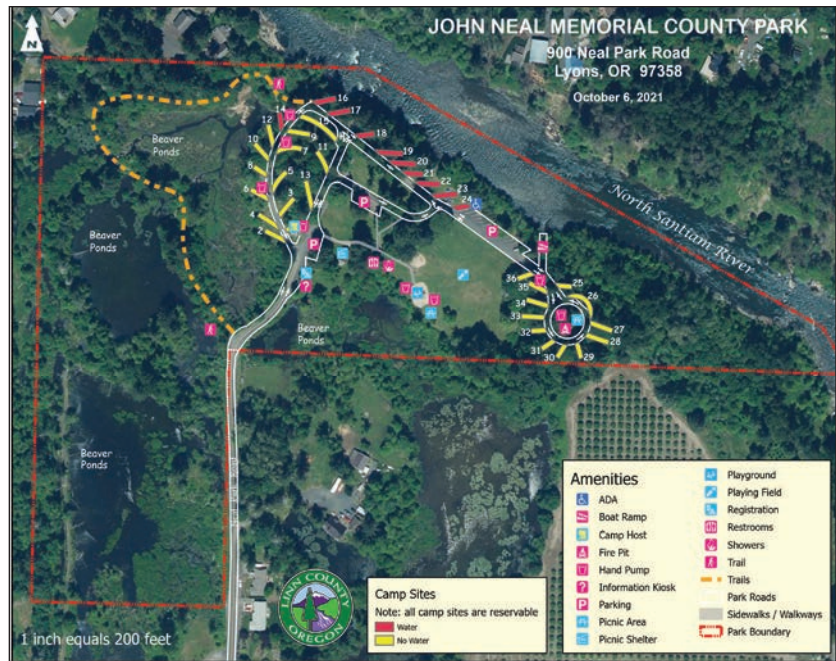 JOHN NEAL MEMORIAL COUNTY PARK
900 Neal Park Road
Lyons, OR 97358
October 6, 2021
N
16
17
14
15
12
18
9
10
7
11
19
20
8
5
21
13
22
6
3
23
24
4
2
P
P
P
North Santiam River
Beaver
Ponds
Beaver
Ponds
Beaver
Ponds
Beaver
Ponds
36
35
25
26
34
33
27
32
28
31
30
29
?
Amenities
ADA
Boat Ramp
Camp Host
Fire Pit
Hand Pump
? Information Kiosk
P Parking
Picnic Area
Picnic Shelter
Playground
Playing Field
Registration
Restrooms
Showers
Trail
Trails
Park Roads
Sidewalks / Walkways
Park Boundary
Camp Sites
Note: all camp sites are reservable
Water
No Water
LINN COUNTY
OREGON
1 inch equals 200 feet